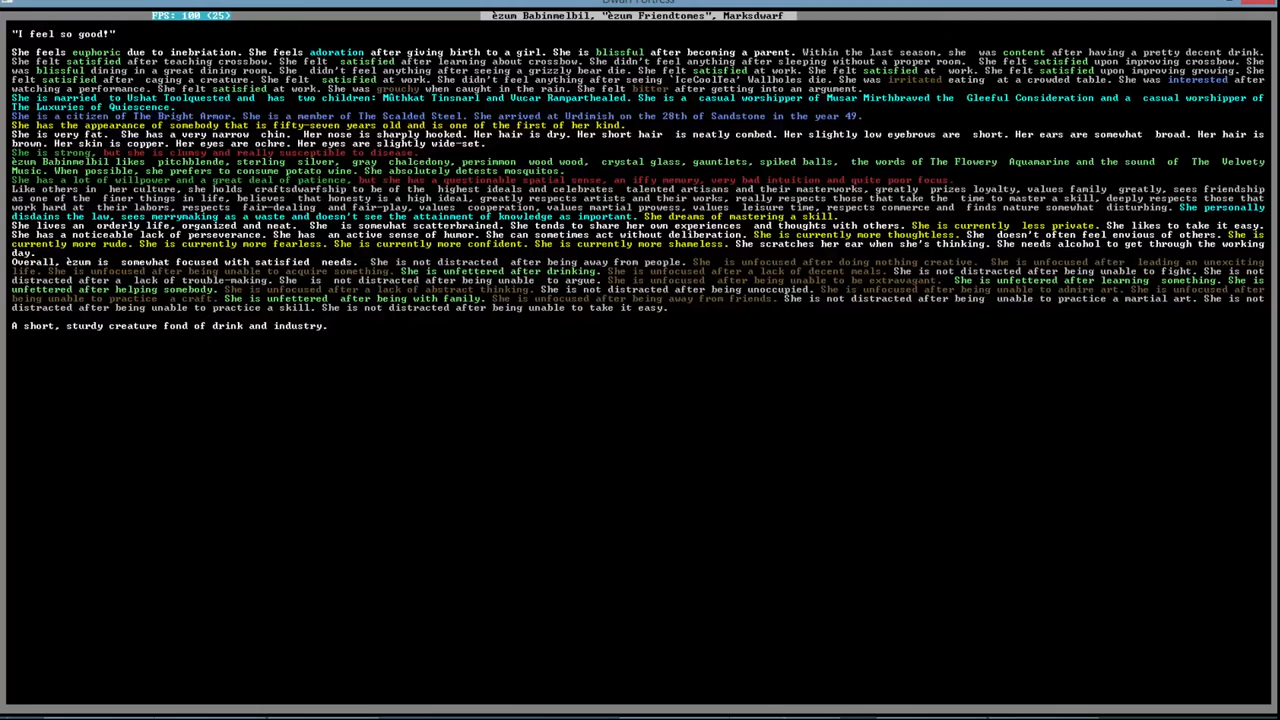 Dwarf Fortress
FPS: 100 (25)
èzum Babinmelbil, "èzum Friendtomes", Marksdwarf
"I feel so good!"
She feels euphoric due to inebriation. She feels adoration after giving birth to a girl. She is blissful after becoming a parent. Within the last season, she was content after having a pretty decent drink.
She felt satisfied after teaching crossbow. She felt satisfied after learning about crossbow. She didn't feel anything after sleeping without a proper room. She felt satisfied upon improving crossbow. She
was blissful dining in a great dining room. She didn't feel anything after seeing a grizzly bear die. She felt satisfied at work. She felt satisfied at work. She felt satisfied upon improving growing. She
felt satisfied after caging a creature. She felt satisfied at work. She didn't feel anything after seeing 'IceCoolTea' Wallholes die. She was irritated eating at a crowded table. She was interested after
watching a performance. She felt satisfied at work. She was grouchy when caught in the rain. She felt bitter after getting into an argument.
She is married to Ushat Toolquested and has two children: Mûthkat Tinsnarl and Vucar Ramparthealed. She is a casual worshipper of Musar Mirthbraved the Gleeful Consideration and a casual worshipper of
The Luxuries of Quiescence.
She is a citizen of The Bright Armor. She is a member of The Scalded Steel. She arrived at Urdinish on the 28th of Sandstone in the year 49.
She has the appearance of somebody that is fifty-seven years old and is one of the first of her kind.
She is very fat. She has a very narrow chin. Her nose is sharply hooked. Her hair is dry. Her short hair is neatly combed. Her slightly low eyebrows are short. Her ears are somewhat broad. Her hair is
brown. Her skin is copper. Her eyes are ochre. Her eyes are slightly wide-set.
She is strong, but she is clumsy and really susceptible to disease.
èzum Babinmelbil likes pitchblende, sterling silver, gray chalcedony, persimmon wood wood, crystal glass, gauntlets, spiked balls, the words of The Flowery Aquamarine and the sound of The Velvety
Music. When possible, she prefers to consume potato wine. She absolutely detests mosquitos.
She has a lot of willpower and a great deal of patience, but she has a questionable spatial sense, an iffy memory, very bad intuition and quite poor focus.
Like others in her culture, she holds craftsdwarfship to be of the highest ideals and celebrates talented artisans and their masterworks, greatly prizes loyalty, values family greatly, sees friendship
as one of the finer things in life, believes that honesty is a high ideal, greatly respects artists and their works, really respects those that take the time to master a skill, deeply respects those that
work hard at their labors, respects fair-dealing and fair-play, values cooperation, values martial prowess, values leisure time, respects commerce and finds nature somewhat disturbing. She personally
disdains the law, sees merrymaking as a waste and doesn't see the attainment of knowledge as important. She dreams of mastering a skill.
She lives an orderly life, organized and neat. She is somewhat scatterbrained. She tends to share her own experiences and thoughts with others. She is currently less private. She likes to take it easy.
She has a noticeable lack of perseverance. She has an active sense of humor. She can sometimes act without deliberation. She is currently more thoughtless. She doesn't often feel envious of others. She is
currently more rude. She is currently more fearless. She is currently more confident. She is currently more shameless. She scratches her ear when she's thinking. She needs alcohol to get through the working
day.
Overall, èzum is somewhat focused with satisfied needs. She is not distracted after being away from people. She is unfocused after doing nothing creative. She is unfocused after leading an unexciting
life. She is unfocused after being unable to acquire something. She is unfettered after drinking. She is unfocused after a lack of decent meals. She is not distracted after being unable to fight. She is not
distracted after a lack of trouble-making. She is not distracted after being unable to argue. She is unfocused after being unable to be extravagant. She is unfettered after learning something. She is
unfettered after helping somebody. She is unfocused after a lack of abstract thinking. She is not distracted after being unoccupied. She is unfocused after being unable to admire art. She is unfocused after
being unable to practice a craft. She is unfettered after being with family. She is unfocused after being away from friends. She is not distracted after being unable to practice a martial art. She is not
distracted after being unable to practice a skill. She is not distracted after being unable to take it easy.
A short, sturdy creature fond of drink and industry.